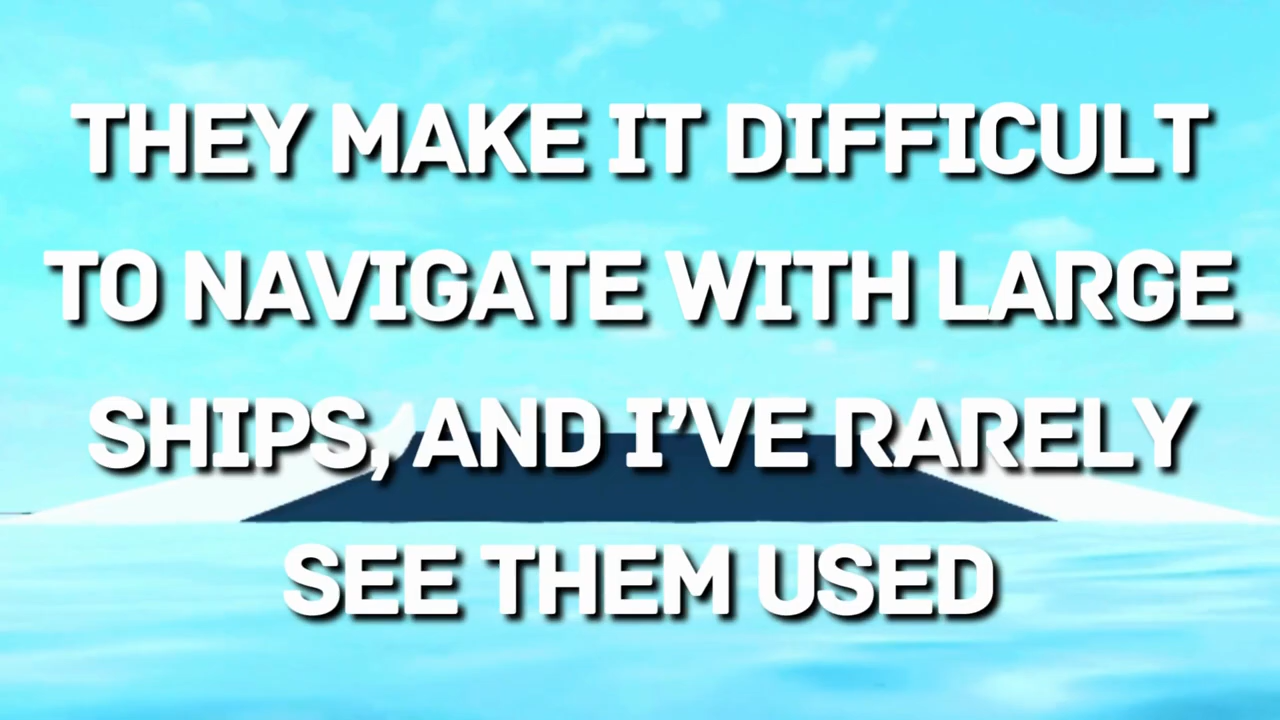 THEY MAKE IT DIFFICULT
TO NAVIGATE WITH LARGE
SHIPS, AND I’VE RARELY
SEE THEM USED